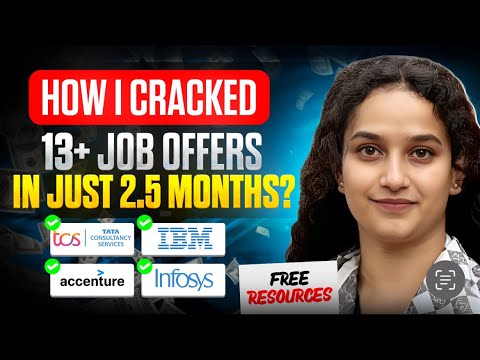 HOW I CRACKED
13+ JOB OFFERS
IN JUST 2.5 MONTHS?
tcs TATA
CONSULTANCY
SERVICES
IBM
accenture
Infosys
FREE
RESOURCES